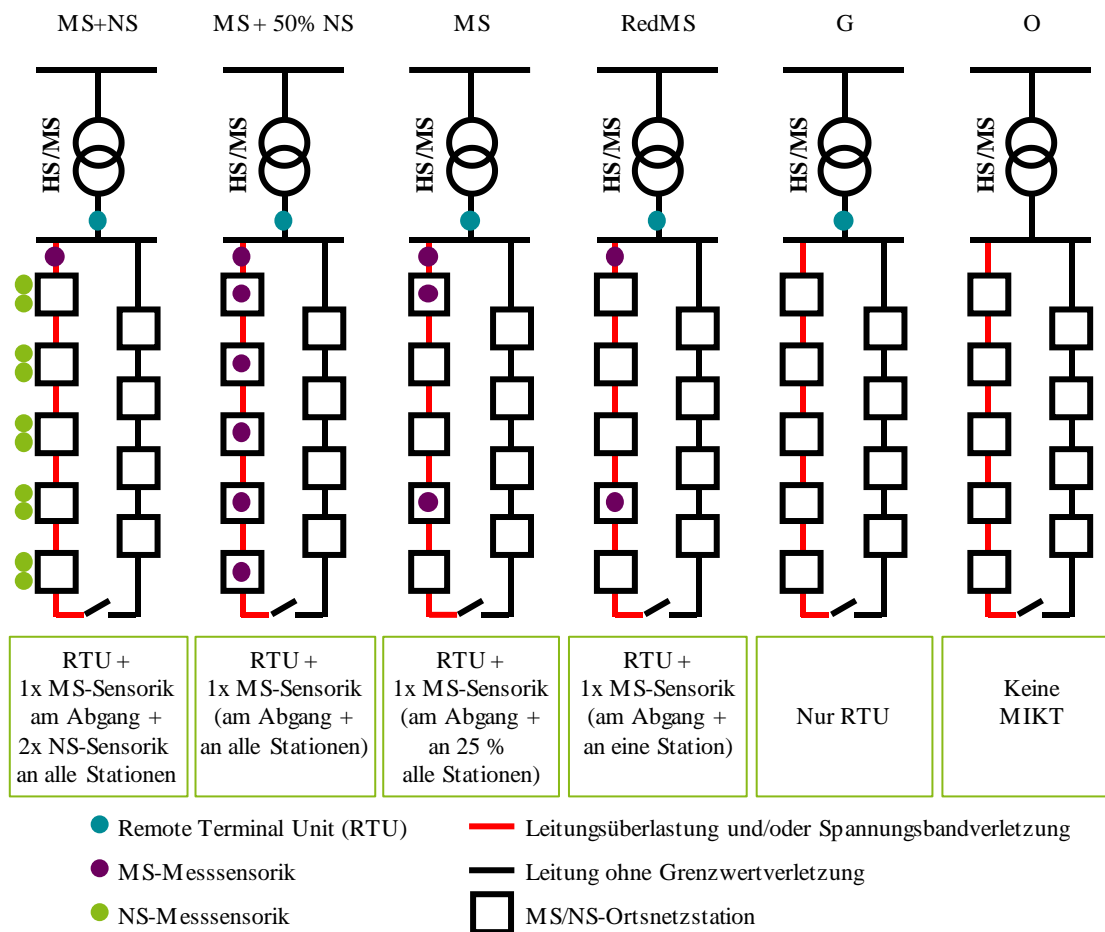 MS+NS
MS + 50% NS
MS
RedMS
G
O
HS/MS
HS/MS
HS/MS
HS/MS
HS/MS
HS/MS
RTU +
1x MS-Sensorik
am Abgang +
2x NS-Sensorik
an alle Stationen
RTU +
1x MS-Sensorik
(am Abgang +
an alle Stationen)
RTU +
1x MS-Sensorik
(am Abgang +
an 25 %
alle Stationen)
RTU +
1x MS-Sensorik
(am Abgang +
an eine Station)
Nur RTU
Keine
MIKT
Remote Terminal Unit (RTU)
MS-Messsensorik
NS-Messsensorik
Leitungsüberlastung und/oder Spannungsbandverletzung
Leitung ohne Grenzwertverletzung
MS/NS-Ortsnetzstation